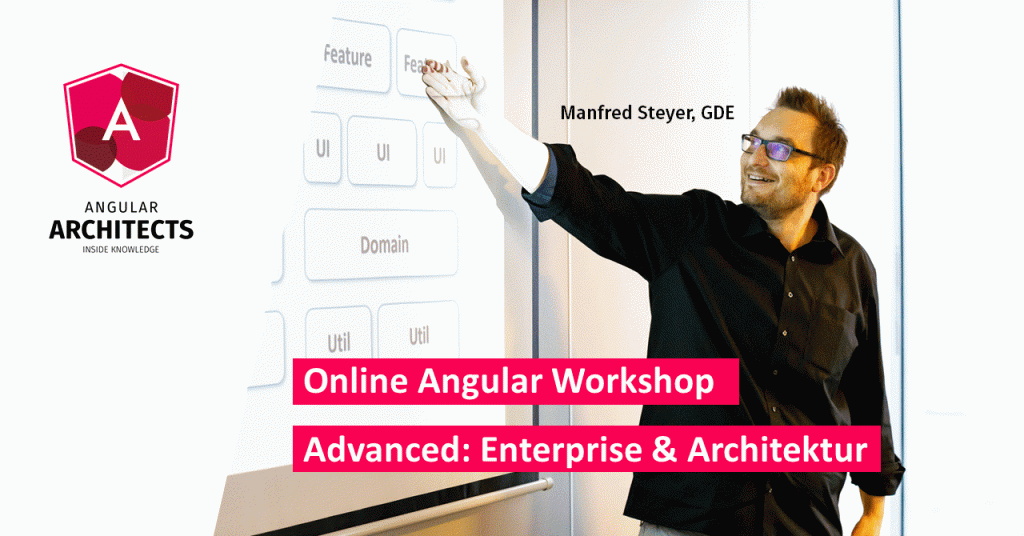 Feature
Feature
Manfred Steyer, GDE
A
UI
UI
UI
ANGULAR
ARCHITECTS
INSIDE KNOWLEDGE
Domain
Util
Util
Online Angular Workshop
Advanced: Enterprise & Architektur